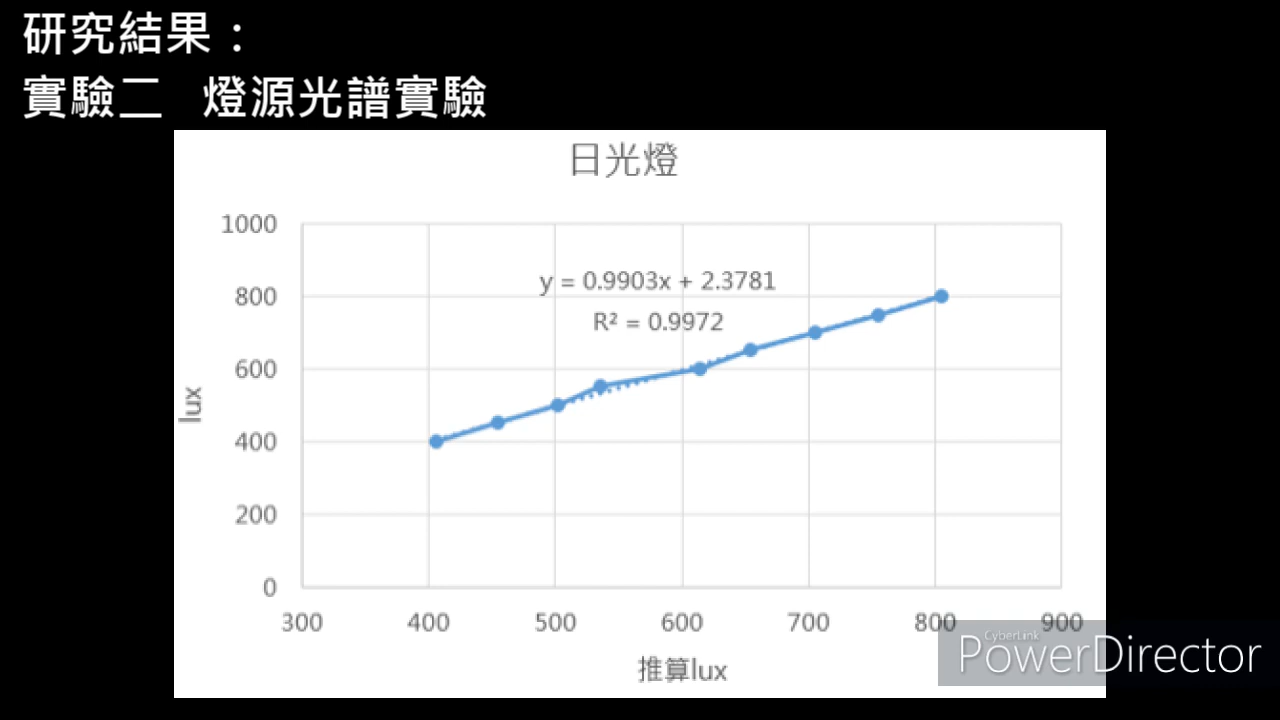 研究結果：
實驗二 燈源光譜實驗
日光燈
1000
y = 0.9903x + 2.3781
800
R² = 0.9972
600
lux
400
200
0
300 400 500 600 700 800 900
推算lux
CyberLink
PowerDirector